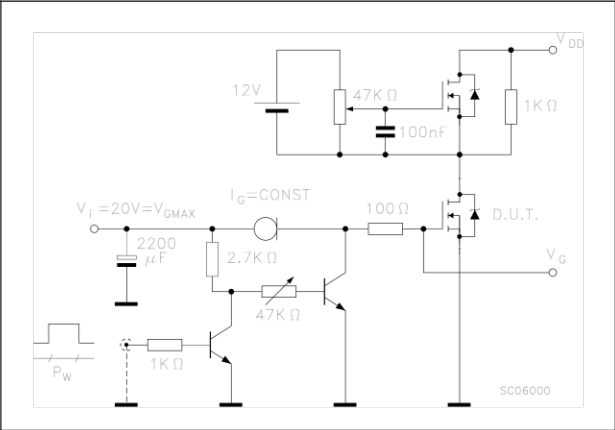 V DD
12V
47K Ω
1K Ω
100nF
I G =CONST
V i =20V=V GMAX
100 Ω
D.U.T.
2200
μF
2.7K Ω
V G
47K Ω
1K Ω
P W
SC06000